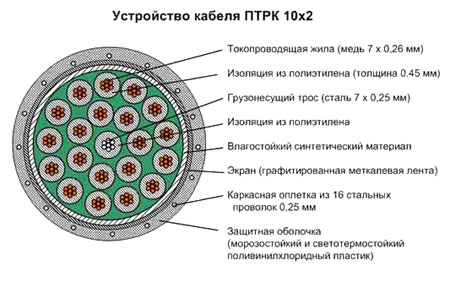 Устройство кабеля ПТРК 10х2
Токопроводящая жила (медь 7 х 0,26 мм)
Изоляция из полиэтилена (толщина 0.45 мм)
Грузонесущий трос (сталь 7 х 0,25 мм)
Изоляция из полиэтилена
Влагостойкий синтетический материал
Экран (графитированная меткалевая лента)
Каркасная оплетка из 16 стальных
проволок 0,25 мм
Защитная оболочка
(морозостойкий и светотермостойкий
поливинилхлоридный пластик)